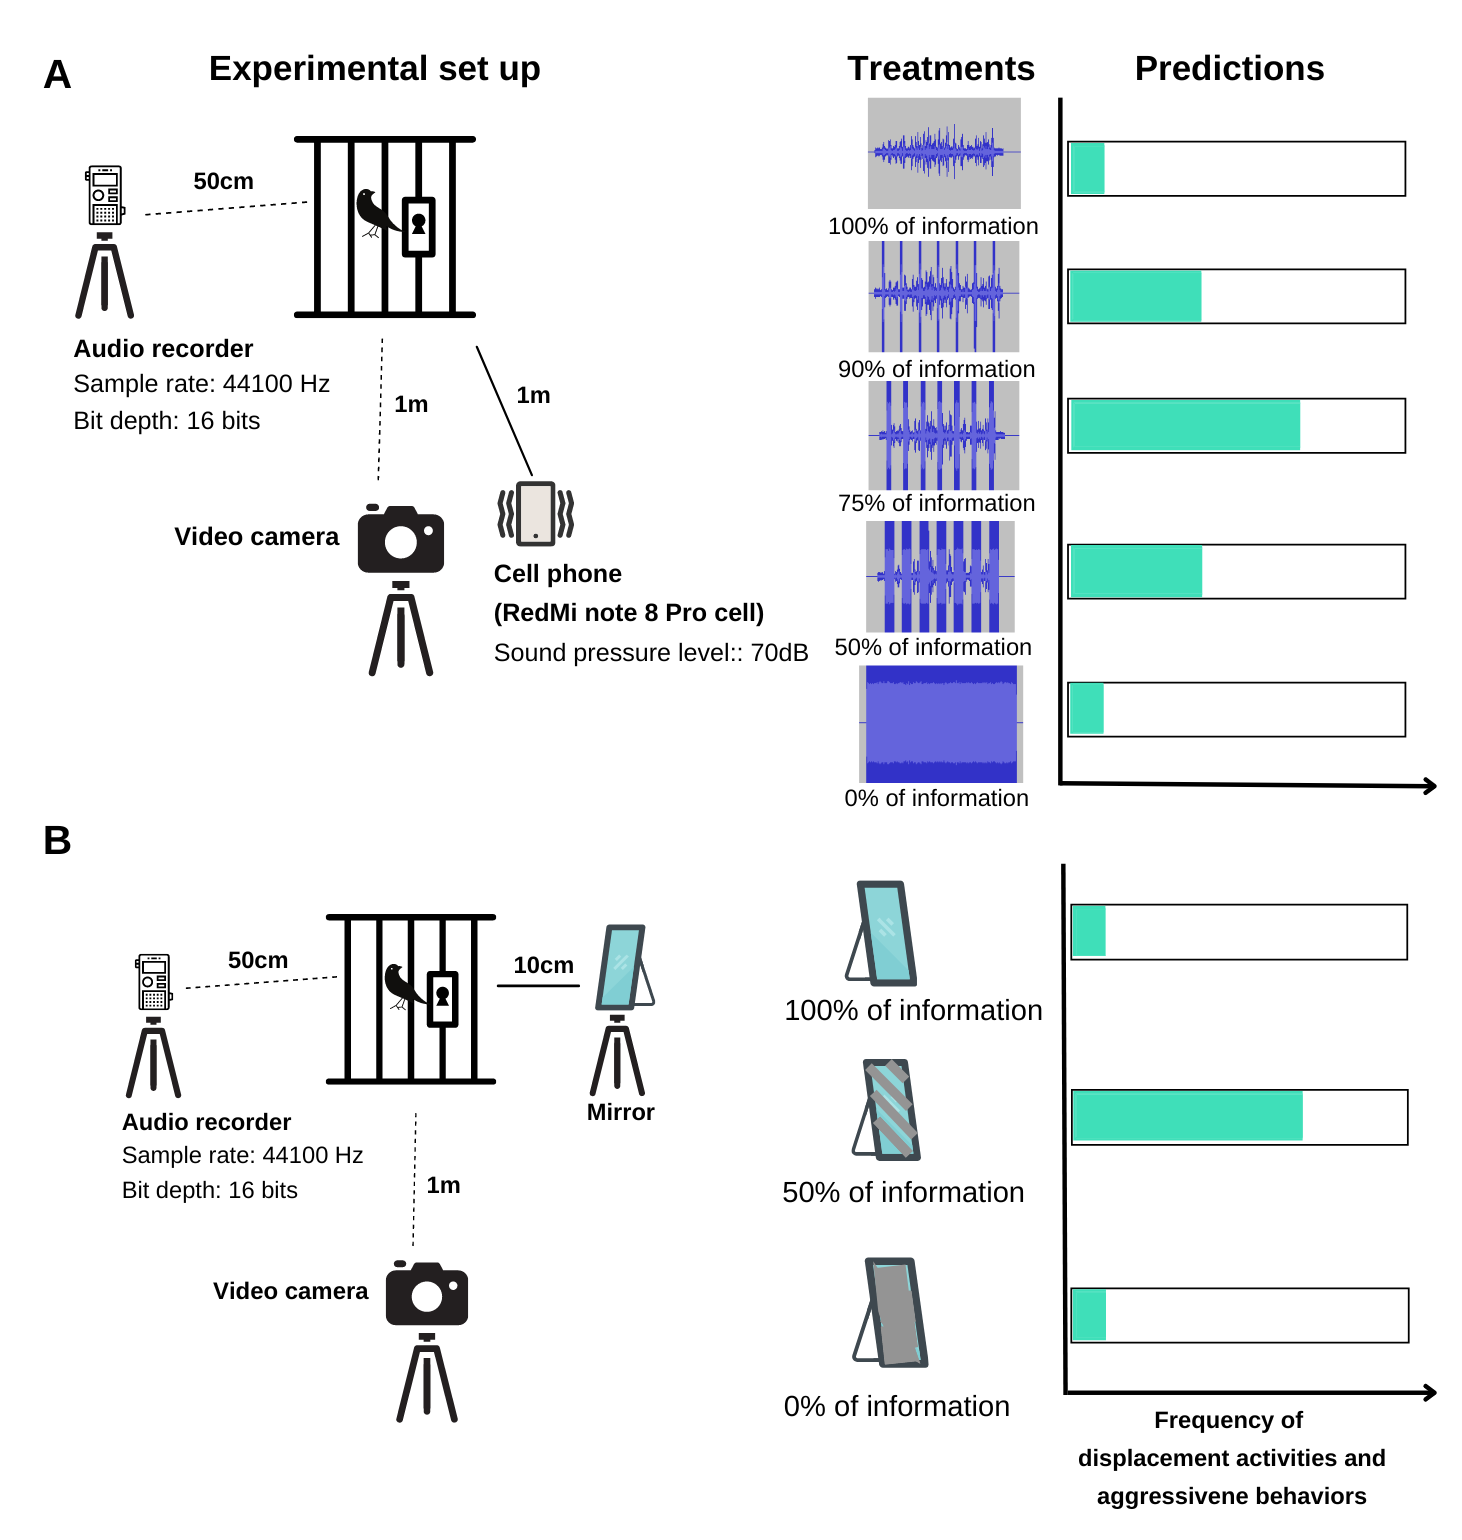 A
Experimental set up
Treatments
Predictions
50cm
Audio recorder
Sample rate: 44100 Hz
Bit depth: 16 bits
1m
1m
Video camera
Cell phone
(RedMi note 8 Pro cell)
Sound pressure level:: 70dB
100% of information
90% of information
75% of information
50% of information
0% of information
B
50cm
10cm
Mirror
Audio recorder
Sample rate: 44100 Hz
Bit depth: 16 bits
1m
Video camera
100% of information
50% of information
0% of information
Frequency of
displacement activities and
aggressivene behaviors